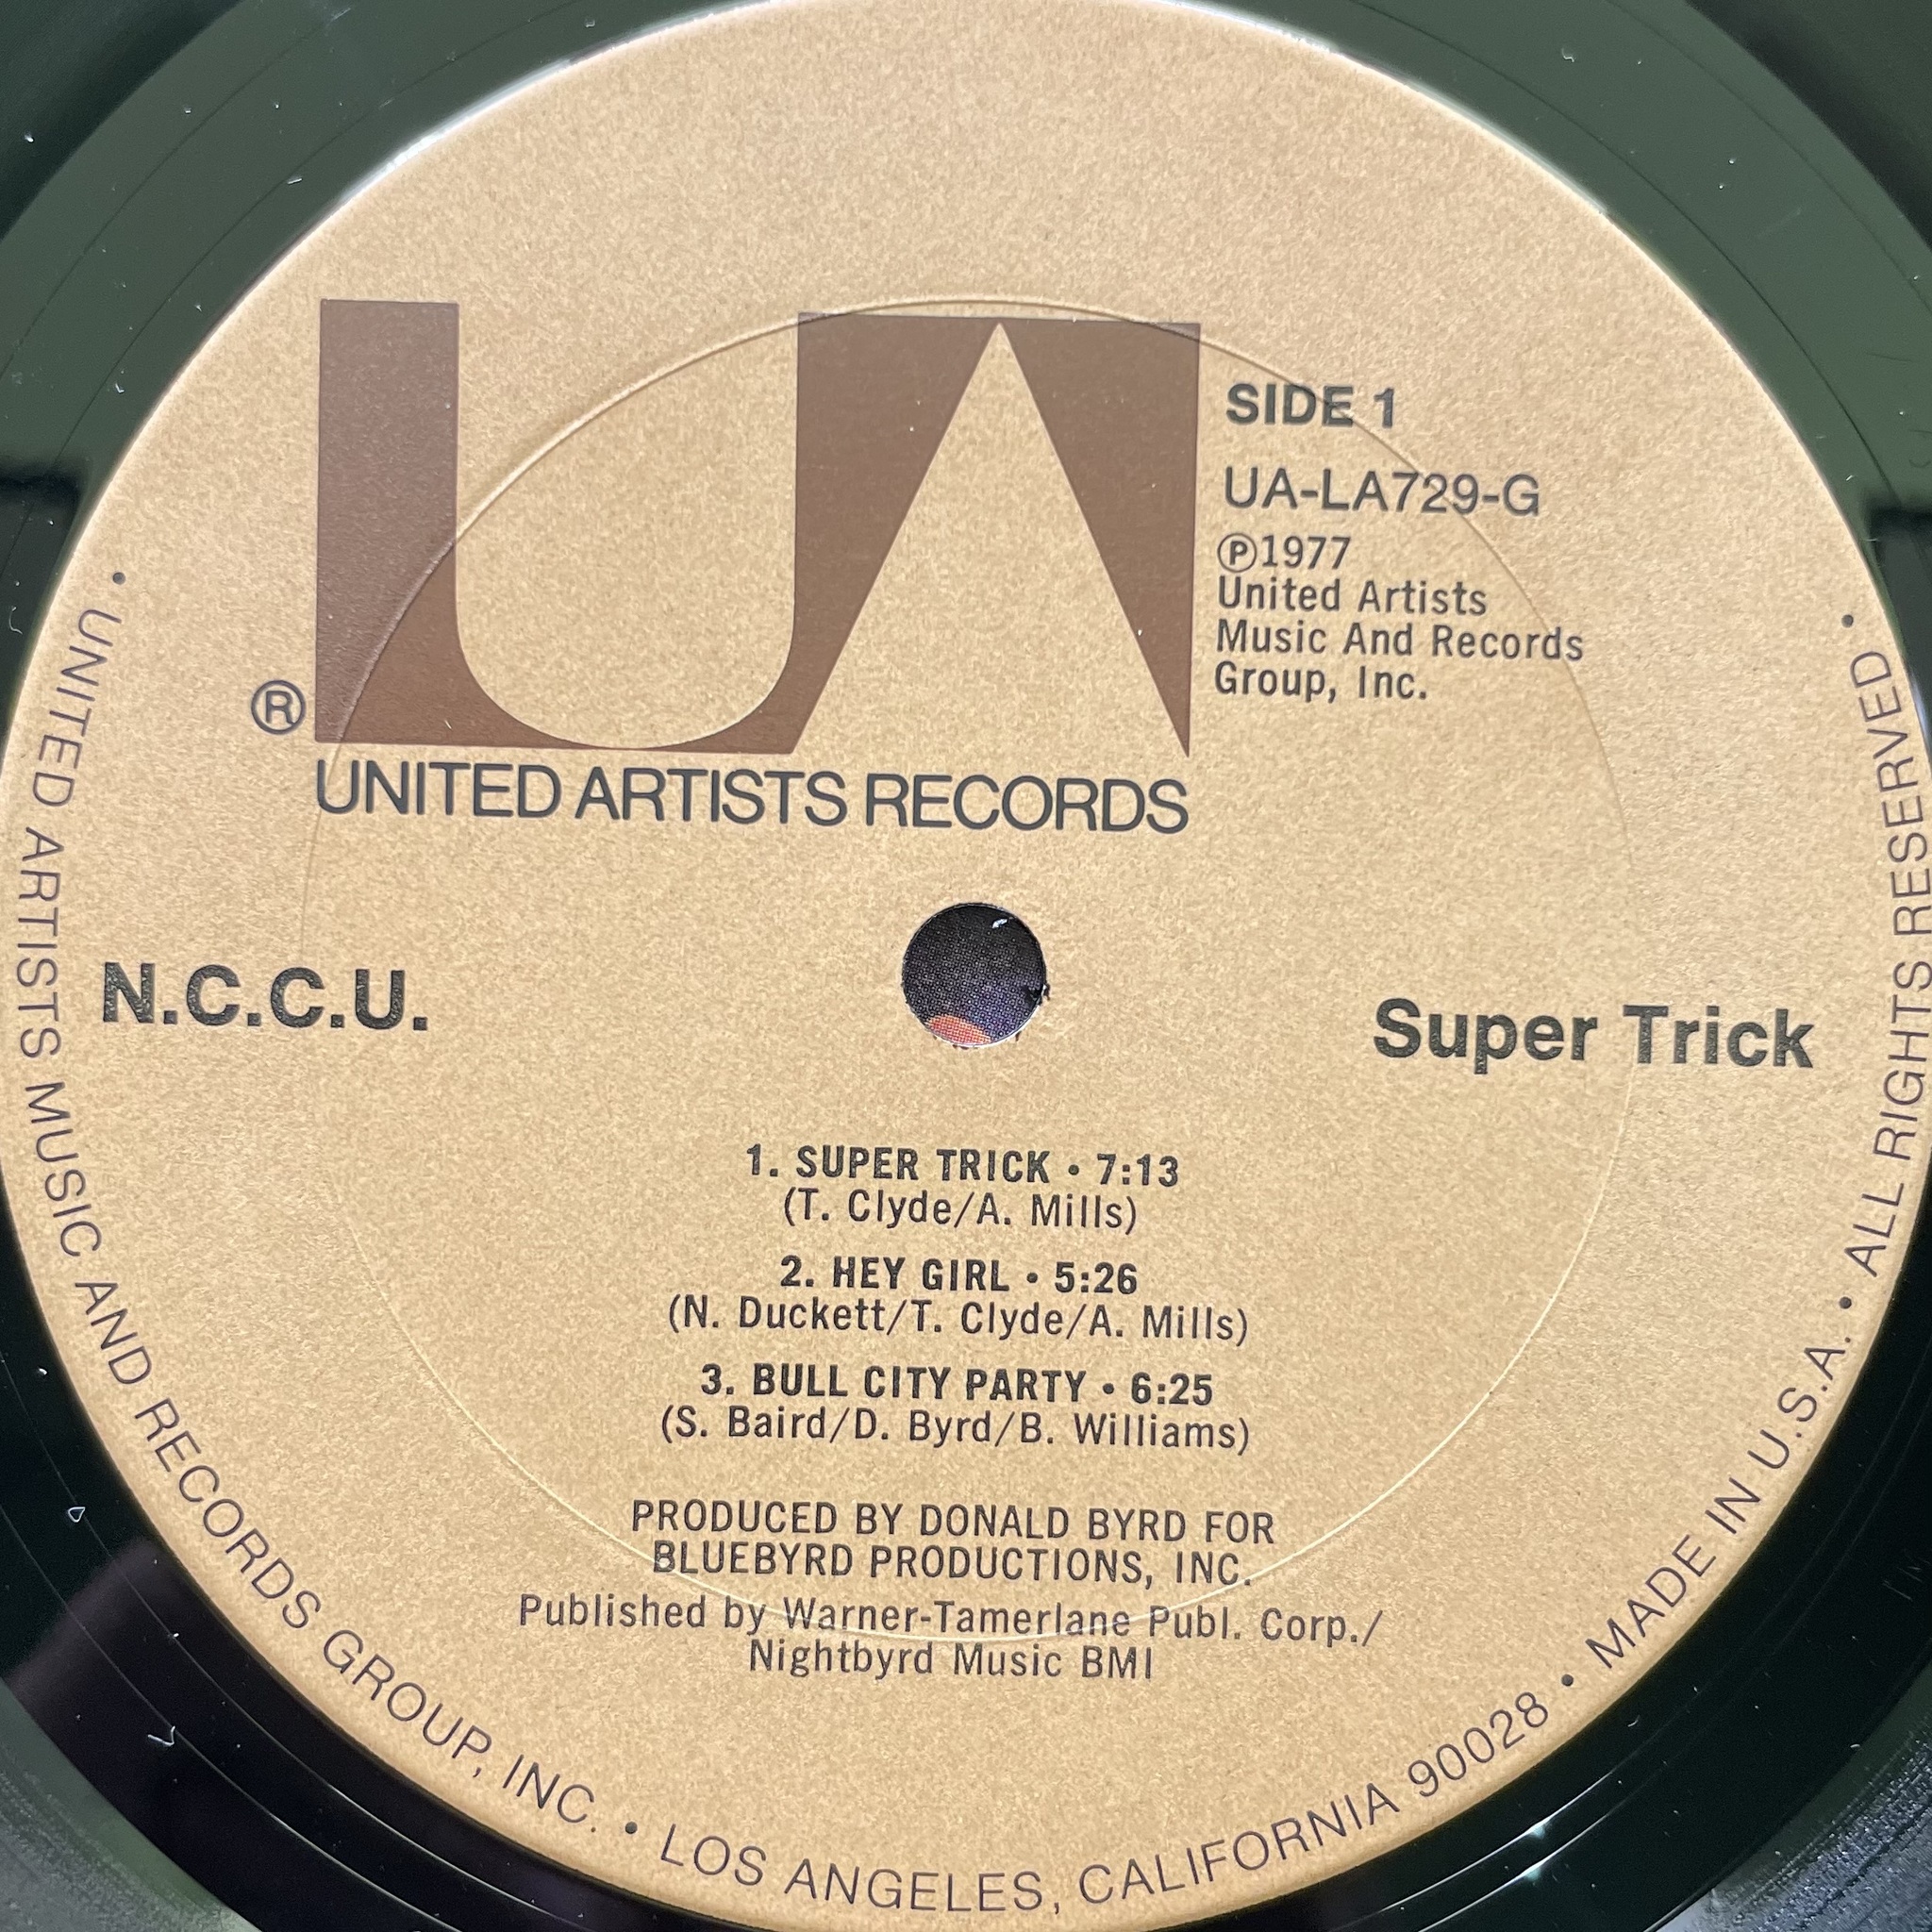 SIDE 1
UA-LA729-G
℗1977
United Artists
Music And Records
Group, Inc.
UA
®
UNITED ARTISTS RECORDS
N.C.C.U.
Super Trick
1. SUPER TRICK • 7:13
(T. Clyde/A. Mills)
2. HEY GIRL • 5:26
(N. Duckett/T. Clyde/A. Mills)
3. BULL CITY PARTY • 6:25
(S. Baird/D. Byrd/B. Williams)
PRODUCED BY DONALD BYRD FOR
BLUEBYRD PRODUCTIONS, INC.
Published by Warner-Tamerlane Publ. Corp./
Nightbyrd Music BMI
• UNITED ARTISTS MUSIC AND RECORDS GROUP, INC. • LOS ANGELES, CALIFORNIA 90028 • MADE IN U.S.A. • ALL RIGHTS RESERVED •